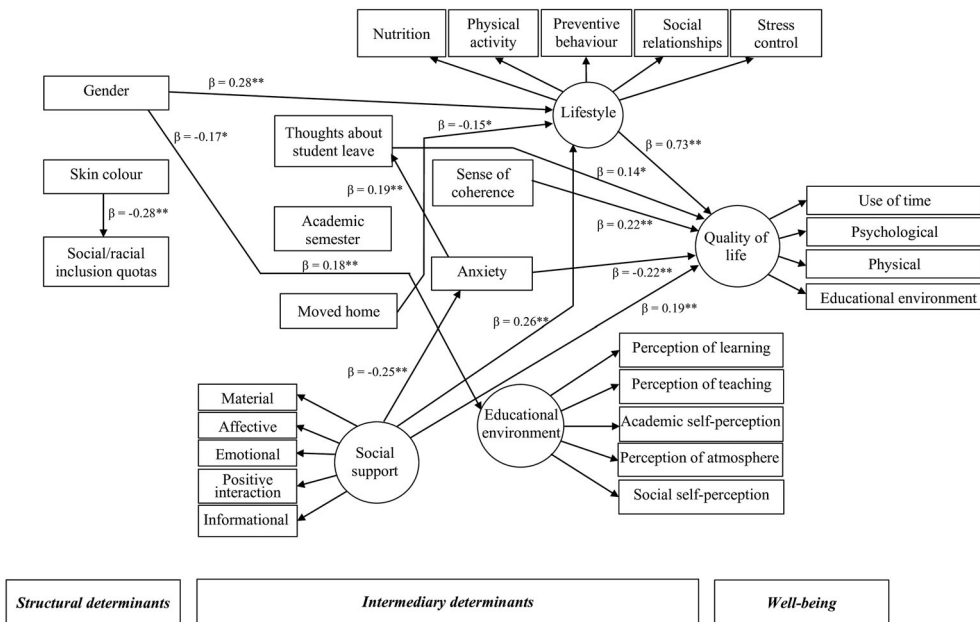 Nutrition
Physical
activity
Preventive
behaviour
Social
relationships
Stress
control
Gender
β = 0.28**
Lifestyle
β = -0.17*
β = -0.15*
Thoughts about
student leave
β = 0.73**
Skin colour
Sense of
coherence
β = 0.14*
β = 0.19**
Use of time
β = -0.28**
Academic
semester
β = 0.22**
Quality of
life
Psychological
Social/racial
inclusion quotas
β = 0.18**
Anxiety
β = -0.22**
Physical
Moved home
β = 0.19**
Educational environment
β = 0.26**
Perception of learning
β = -0.25**
Perception of teaching
Material
Educational
environment
Academic self-perception
Affective
Emotional
Social
support
Perception of atmosphere
Positive
interaction
Social self-perception
Informational
Structural determinants
Intermediary determinants
Well-being